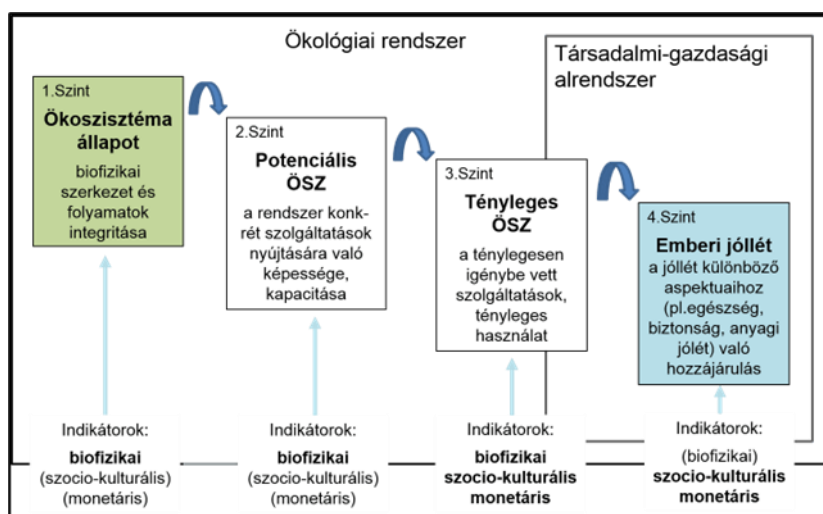 Ökológiai rendszer
Társadalmi-gazdasági
alrendszer
1.Szint
Ökoszisztéma
állapot
biofizikai
szerkezet és
folyamatok
integritása
2.Szint
Potenciális
ÖSZ
a rendszer konk-
rét szolgáltatások
nyújtására való
képessége,
kapacitása
3.Szint
Tényleges
ÖSZ
a ténylegesen
igénybe vett
szolgáltatások,
tényleges
használat
4.Szint
Emberi jóllét
a jóllét különböző
aspektuaihoz
(pl.egészség,
biztonság, anyagi
jólét) való
hozzájárulás
Indikátorok:
biofizikai
(szocio-kulturális)
(monetáris)
Indikátorok:
biofizikai
(szocio-kulturális)
(monetáris)
Indikátorok:
biofizikai
szocio-kulturális
monetáris
Indikátorok:
(biofizikai)
szocio-kulturális
monetáris